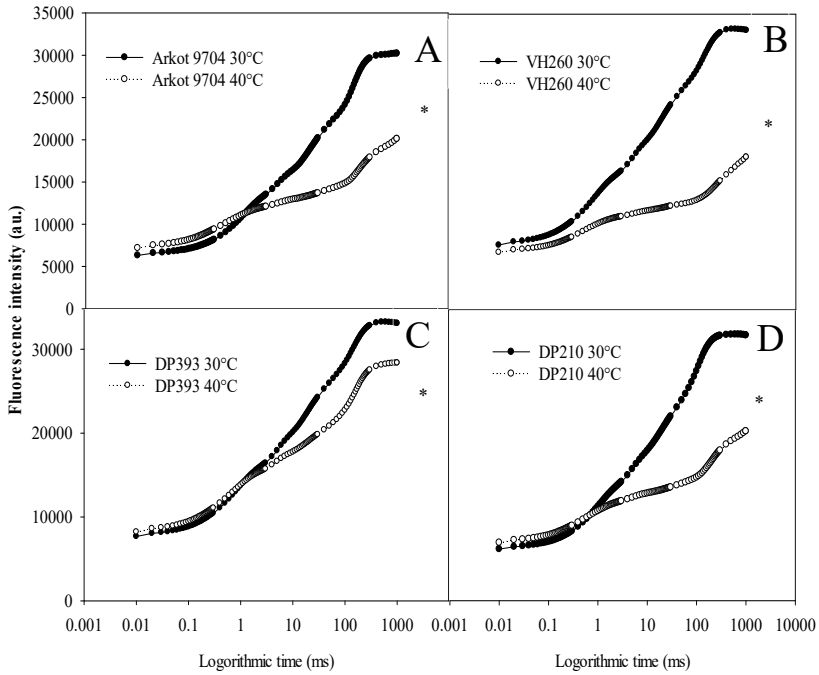 35000
30000
25000
20000
15000
10000
5000
0
Arkot 9704 30°C
Arkot 9704 40°C
A
*
VH260 30°C
VH260 40°C
B
*
Fluorescence intensity (au.)
30000
20000
10000
0
DP393 30°C
DP393 40°C
C
*
DP210 30°C
DP210 40°C
D
*
0.001 0.01 0.1 1 10 100 1000
0.001 0.01 0.1 1 10 100 1000 10000
Logorithmic time (ms)
Logorithmic time (ms)